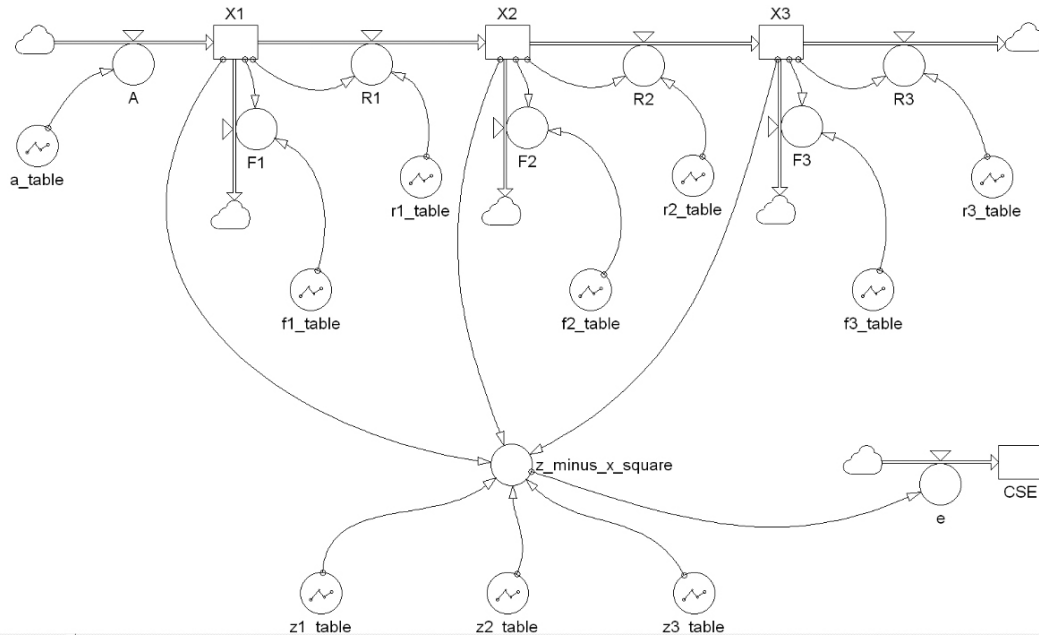 X1
X2
X3
A
R1
R2
R3
F1
F2
F3
a_table
r1_table
r2_table
r3_table
f1_table
f2_table
f3_table
z_minus_x_square
CSE
e
z1_table
z2_table
z3_table